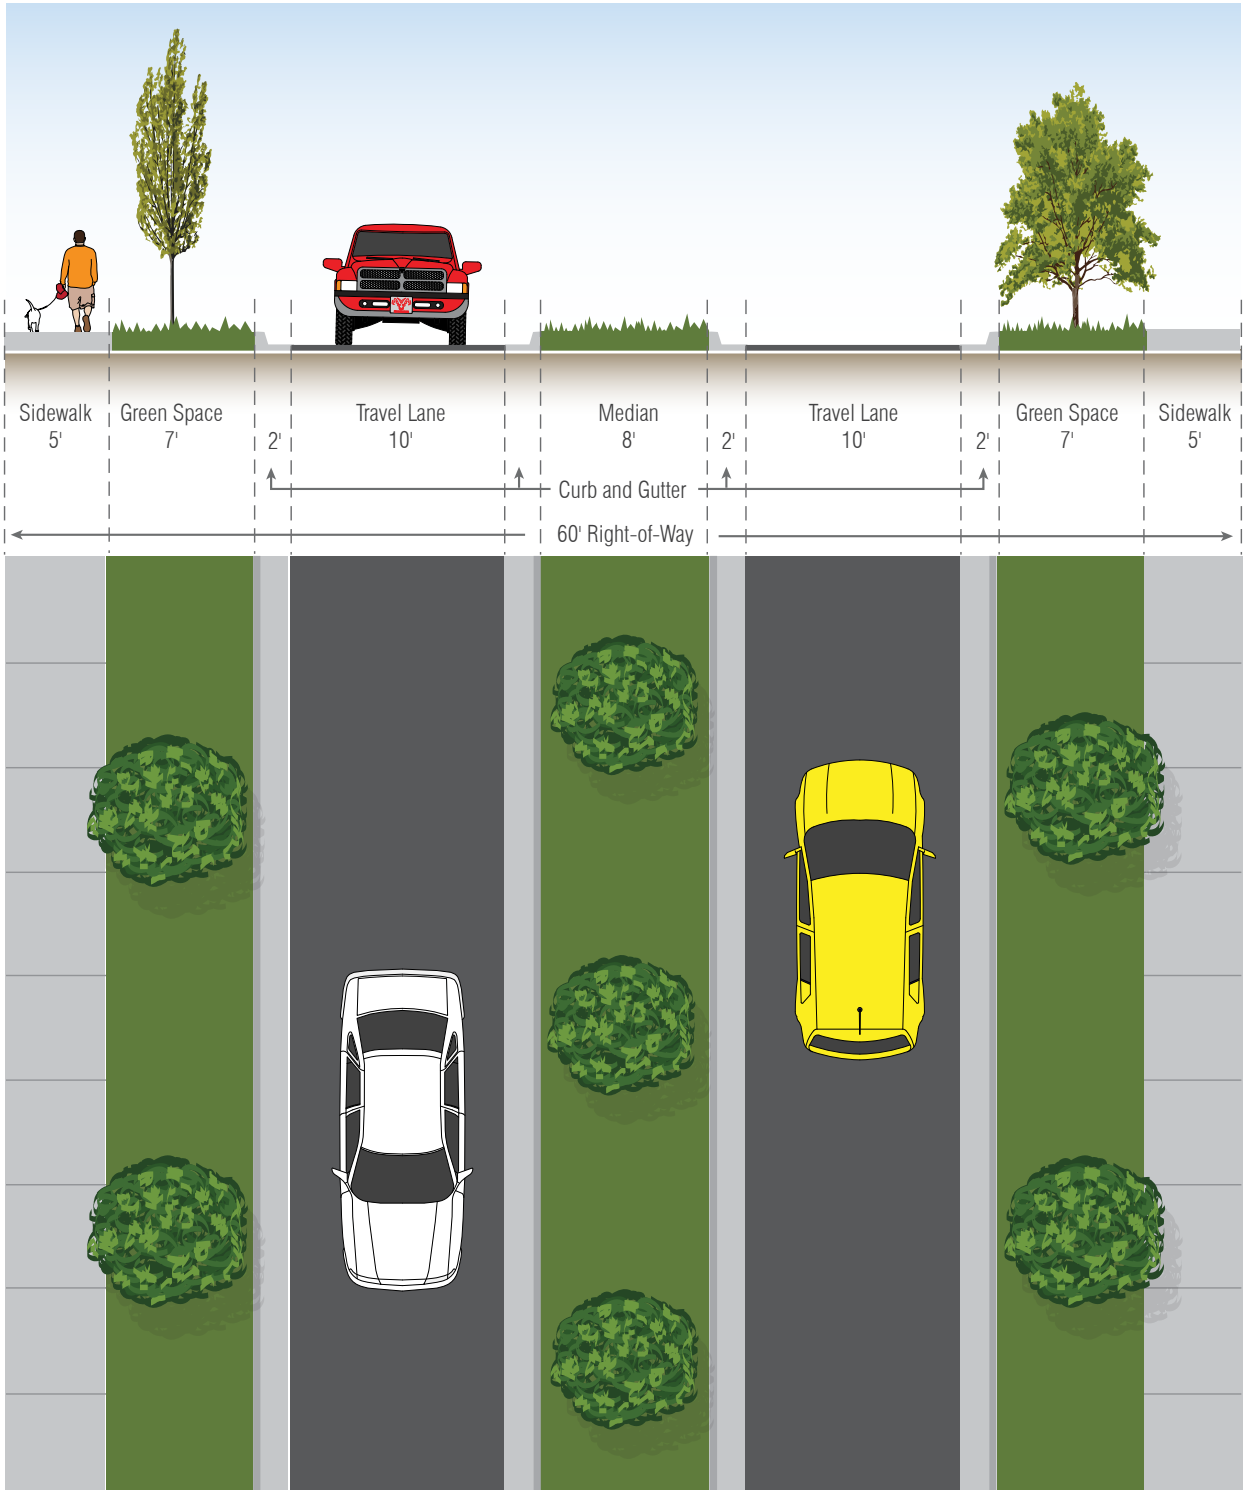 Sidewalk Green Space Travel Lane Median Travel Lane Green Space Sidewalk
5' 7' 2' 10' 8' 2' 10' 2' 7' 5'
Curb and Gutter
60' Right-of-Way